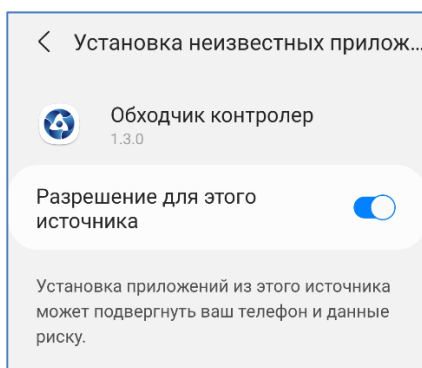 Установка неизвестных прилож...
Обходчик контролер
1.3.0
Разрешение для этого
источника
Установка приложений из этого источника
может подвергнуть ваш телефон и данные
риску.